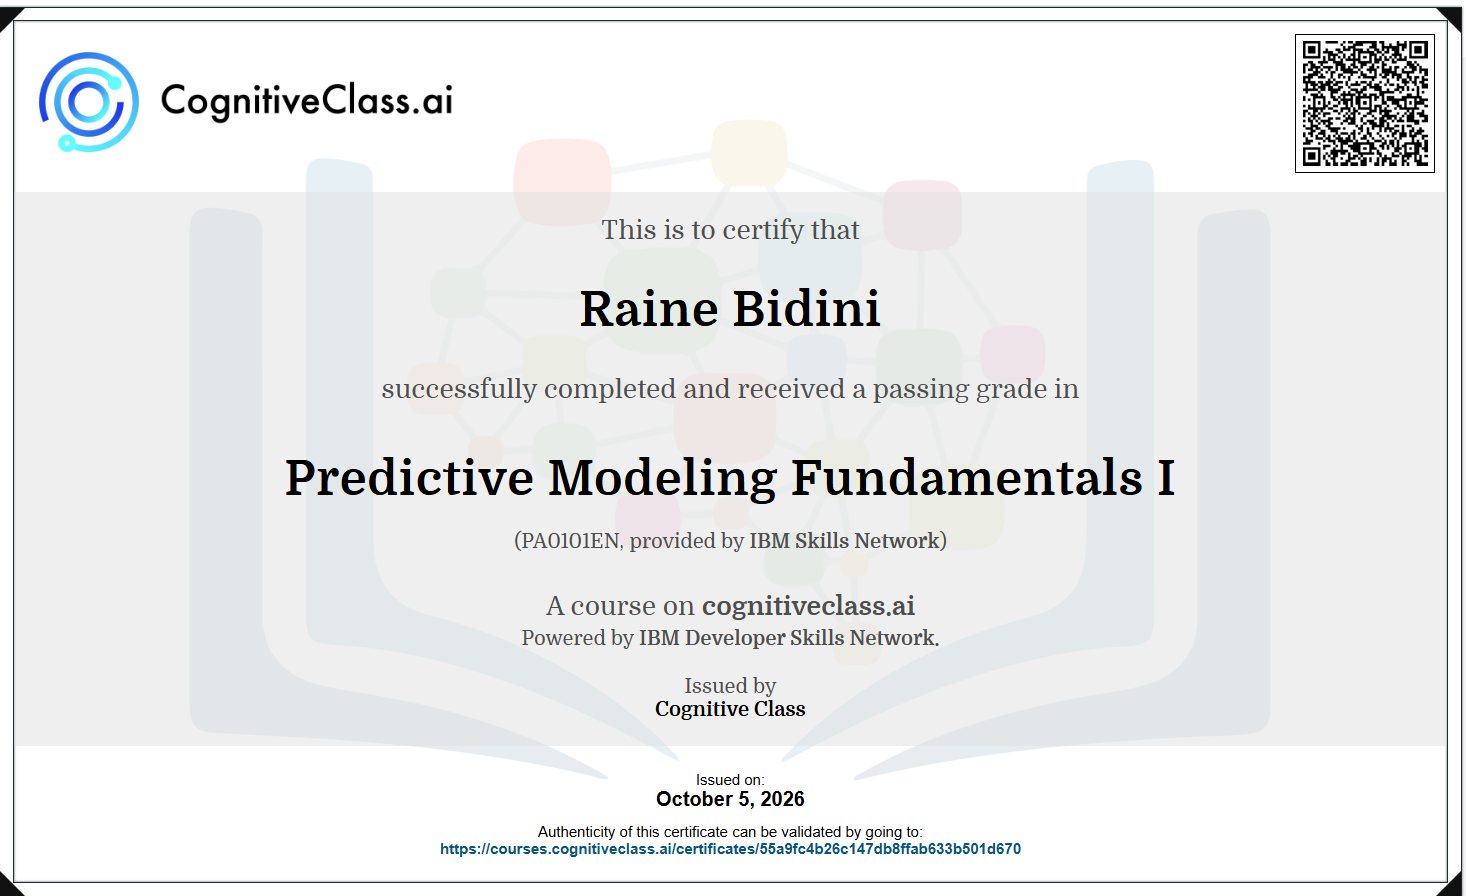 CognitiveClass.ai
This is to certify that
Raine Bidini
successfully completed and received a passing grade in
Predictive Modeling Fundamentals I
(PA0101EN, provided by IBM Skills Network)
A course on cognitiveclass.ai
Powered by IBM Developer Skills Network.
Issued by
Cognitive Class
Issued on:
October 5, 2026
Authenticity of this certificate can be validated by going to:
https://courses.cognitiveclass.ai/certificates/55a9fc4b26c147db8ffab633b501d670